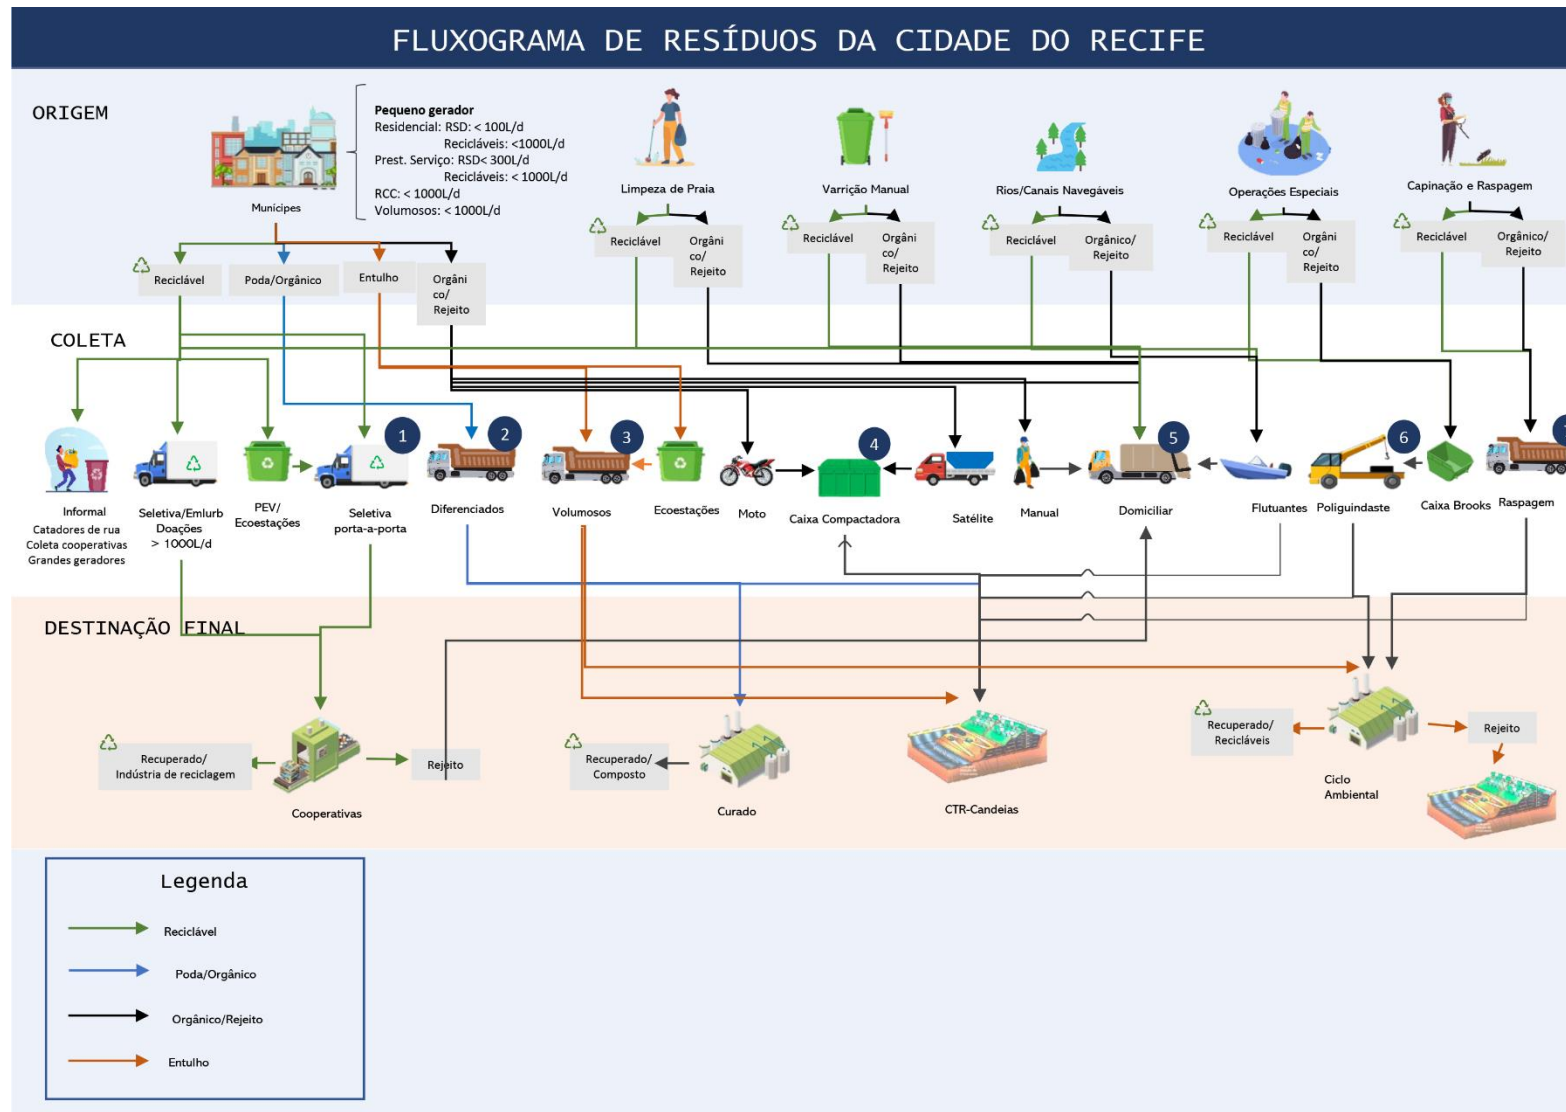 FLUXOGRAMA DE RESÍDUOS DA CIDADE DO RECIFE
ORIGEM
Pequeno gerador
Residencial: RSD: < 100L/d
Recicláveis: <1000L/d
Prest. Serviço: RSD< 300L/d
Recicláveis: < 1000L/d
RCC: < 1000L/d
Volumosos: < 1000L/d
Munícipes
Limpeza de Praia
Varrição Manual
Rios/Canais Navegáveis
Operações Especiais
Capinação e Raspagem
Reciclável
Poda/Orgânico
Entulho
Orgâni
co/
Rejeito
Reciclável
Orgâni
co/
Rejeito
Reciclável
Orgâni
co/
Rejeito
Reciclável
Orgânico/
Rejeito
Reciclável
Orgâni
co/
Rejeito
Reciclável
Orgânico/
Rejeito
COLETA
1
2
3
4
5
6
Informal
Catadores de rua
Coleta cooperativas
Grandes geradores
Seletiva/Emlurb
Doações
> 1000L/d
PEV/
Ecoestações
Seletiva
porta-a-porta
Diferenciados
Volumosos
Ecoestações
Moto
Caixa Compactadora
Satélite
Manual
Domiciliar
Flutuantes
Poliguindaste
Caixa Brooks
Raspagem
DESTINAÇÃO FINAL
Recuperado/
Indústria de reciclagem
Cooperativas
Rejeito
Recuperado/
Composto
Curado
CTR-Candeias
Recuperado/
Recicláveis
Ciclo
Ambiental
Rejeito
Legenda
Reciclável
Poda/Orgânico
Orgânico/Rejeito
Entulho